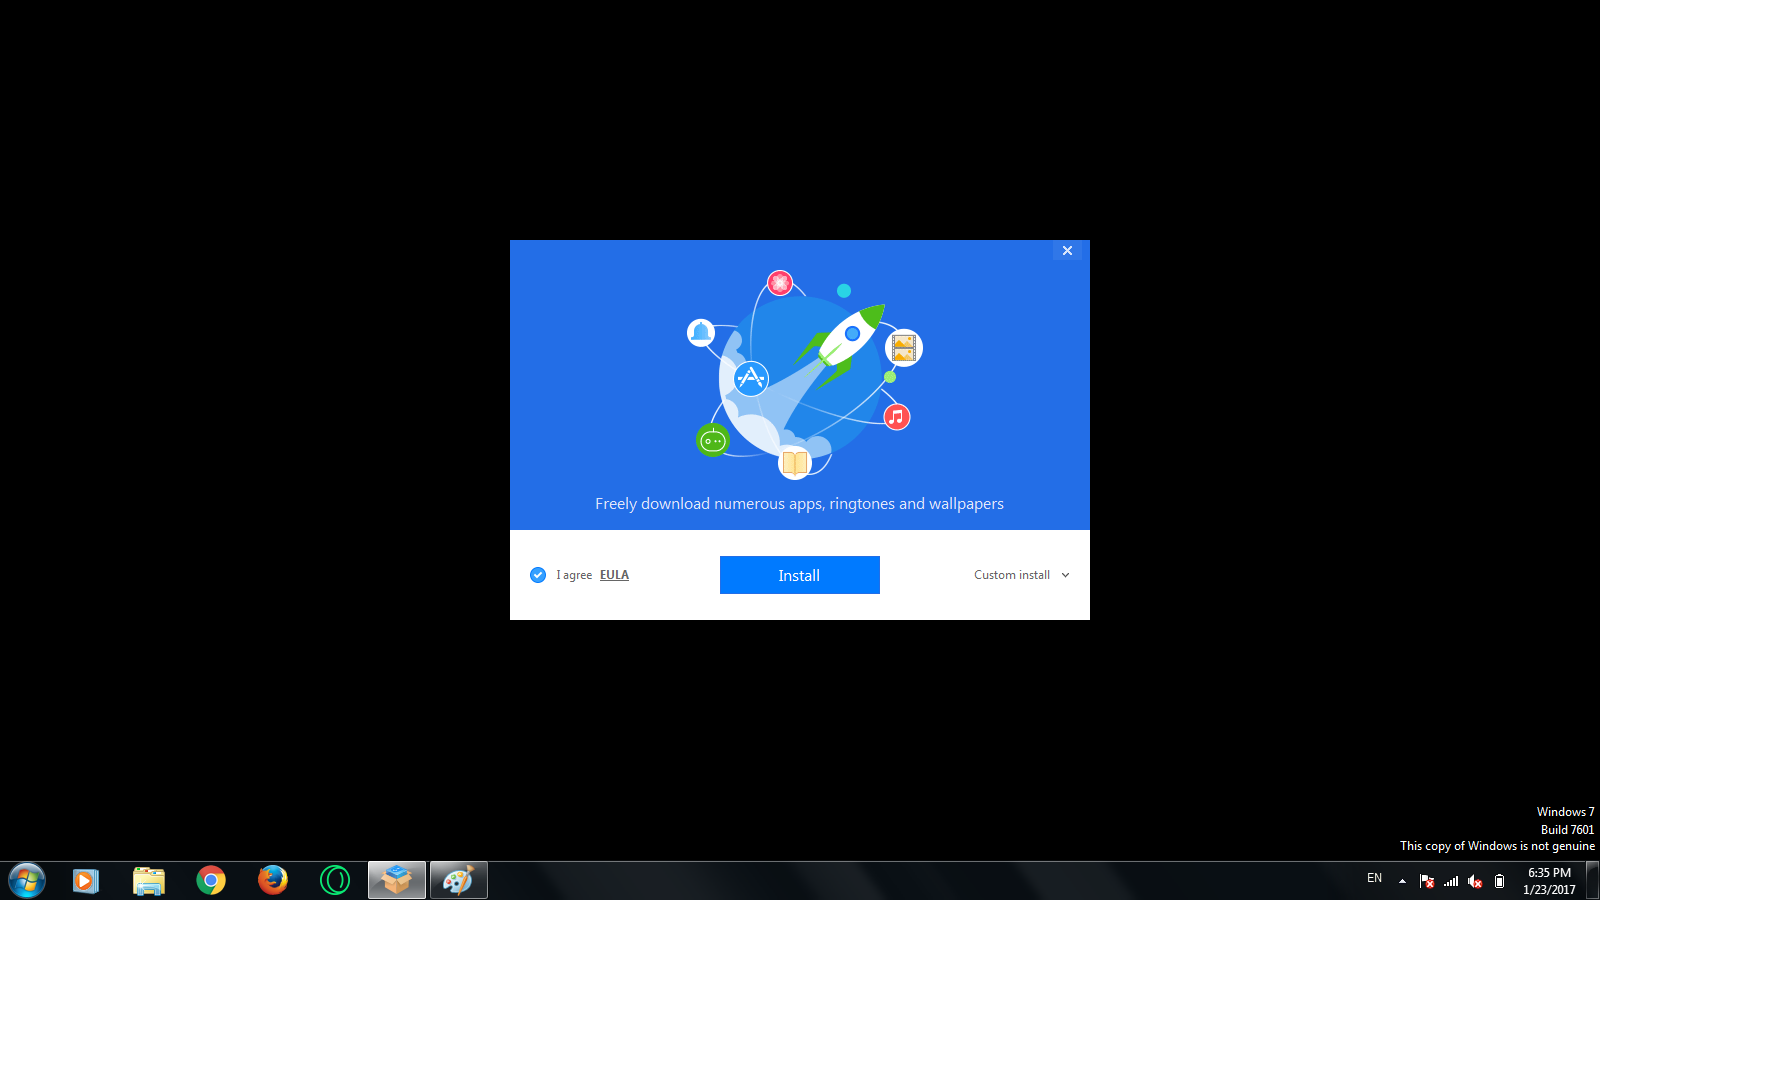 Freely download numerous apps, ringtones and wallpapers
I agree EULA
Install
Custom install
Windows 7
Build 7601
This copy of Windows is not genuine
EN
6:35 PM
1/23/2017